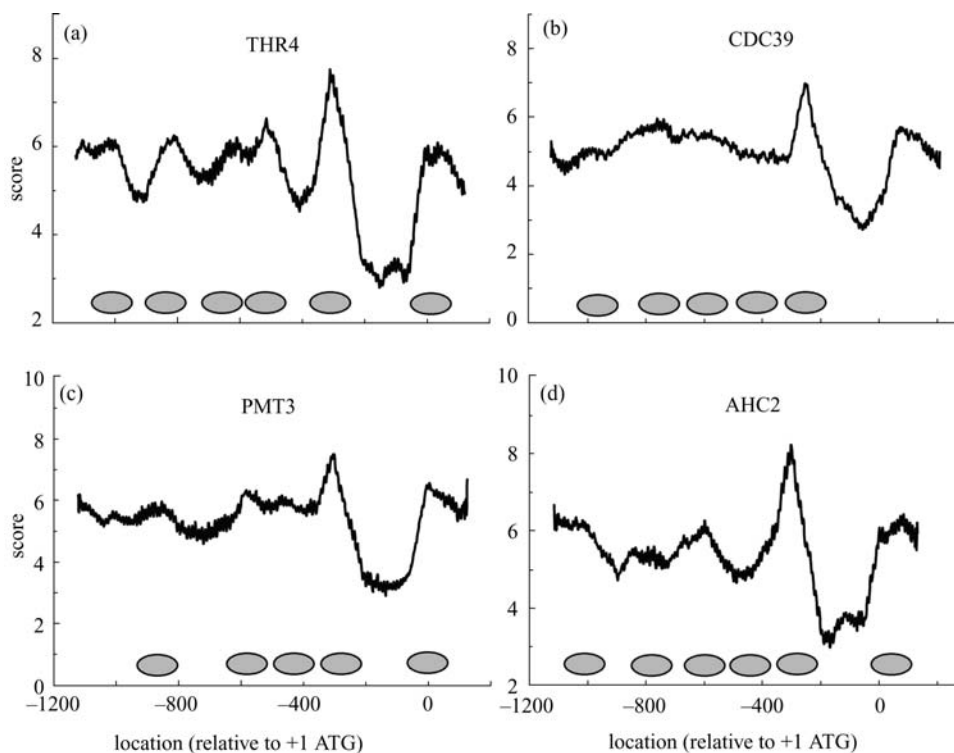 (a)
THR4
8
6
4
2
score
(b)
CDC39
8
6
4
2
0
(c)
PMT3
10
8
6
4
2
0
score
−1200 −800 −400 0
location (relative to +1 ATG)
(d)
AHC2
10
8
6
4
2
−1200 −800 −400 0
location (relative to +1 ATG)